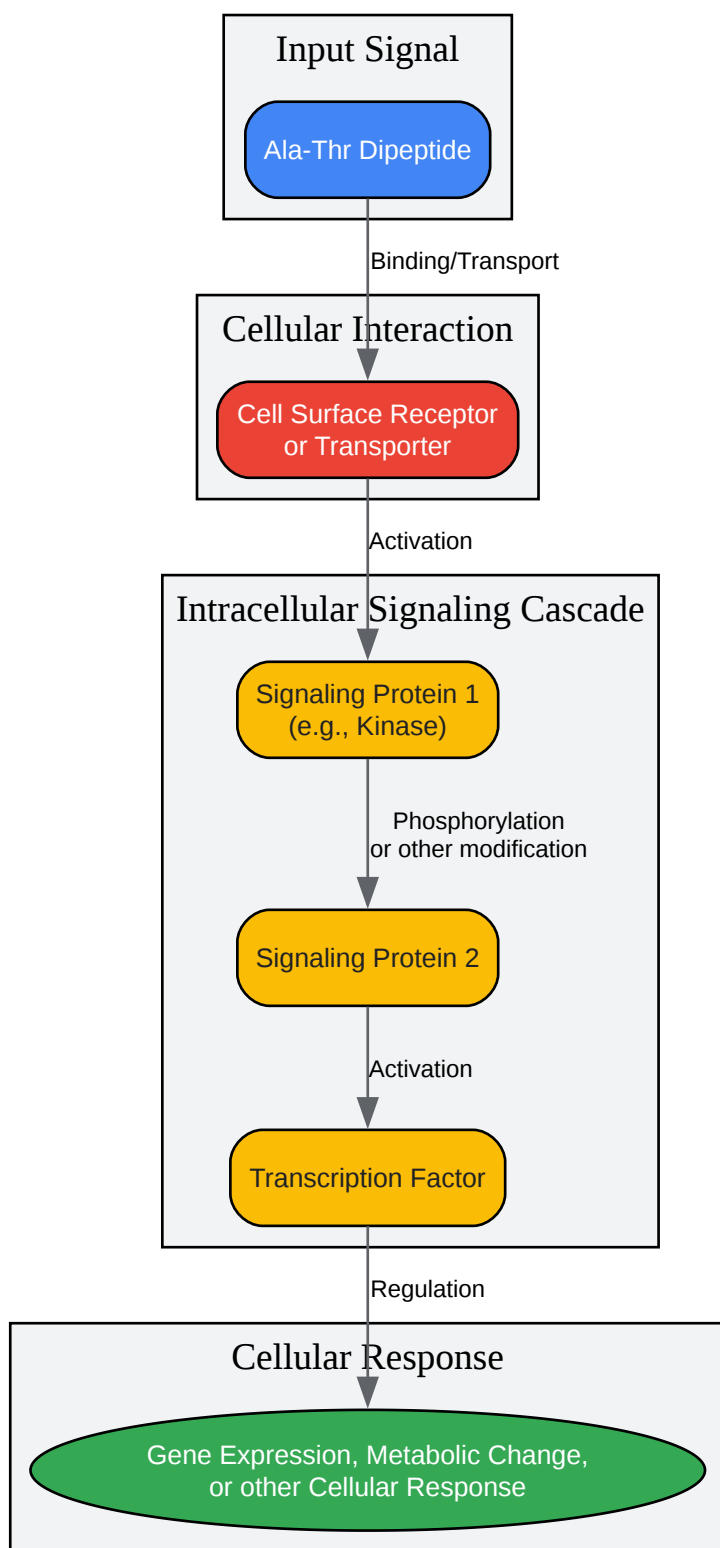 Input Signal
Ala-Thr Dipeptide
Binding/Transport
Cellular Interaction
Cell Surface Receptor
or Transporter
Activation
Intracellular Signaling Cascade
Signaling Protein 1
(e.g., Kinase)
Phosphorylation
or other modification
Signaling Protein 2
Activation
Transcription Factor
Regulation
Cellular Response
Gene Expression, Metabolic Change,
or other Cellular Response